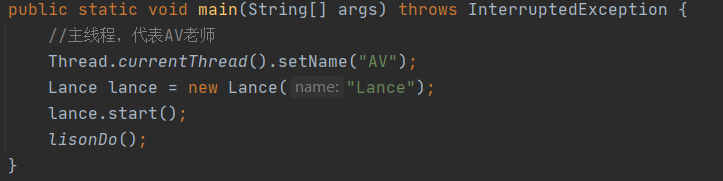 public static void main(String[] args) throws InterruptedException {
//主线程，代表AV老师
Thread.currentThread().setName("AV");
Lance lance = new Lance( name: "Lance");
lance.start();
lisonDo();
}